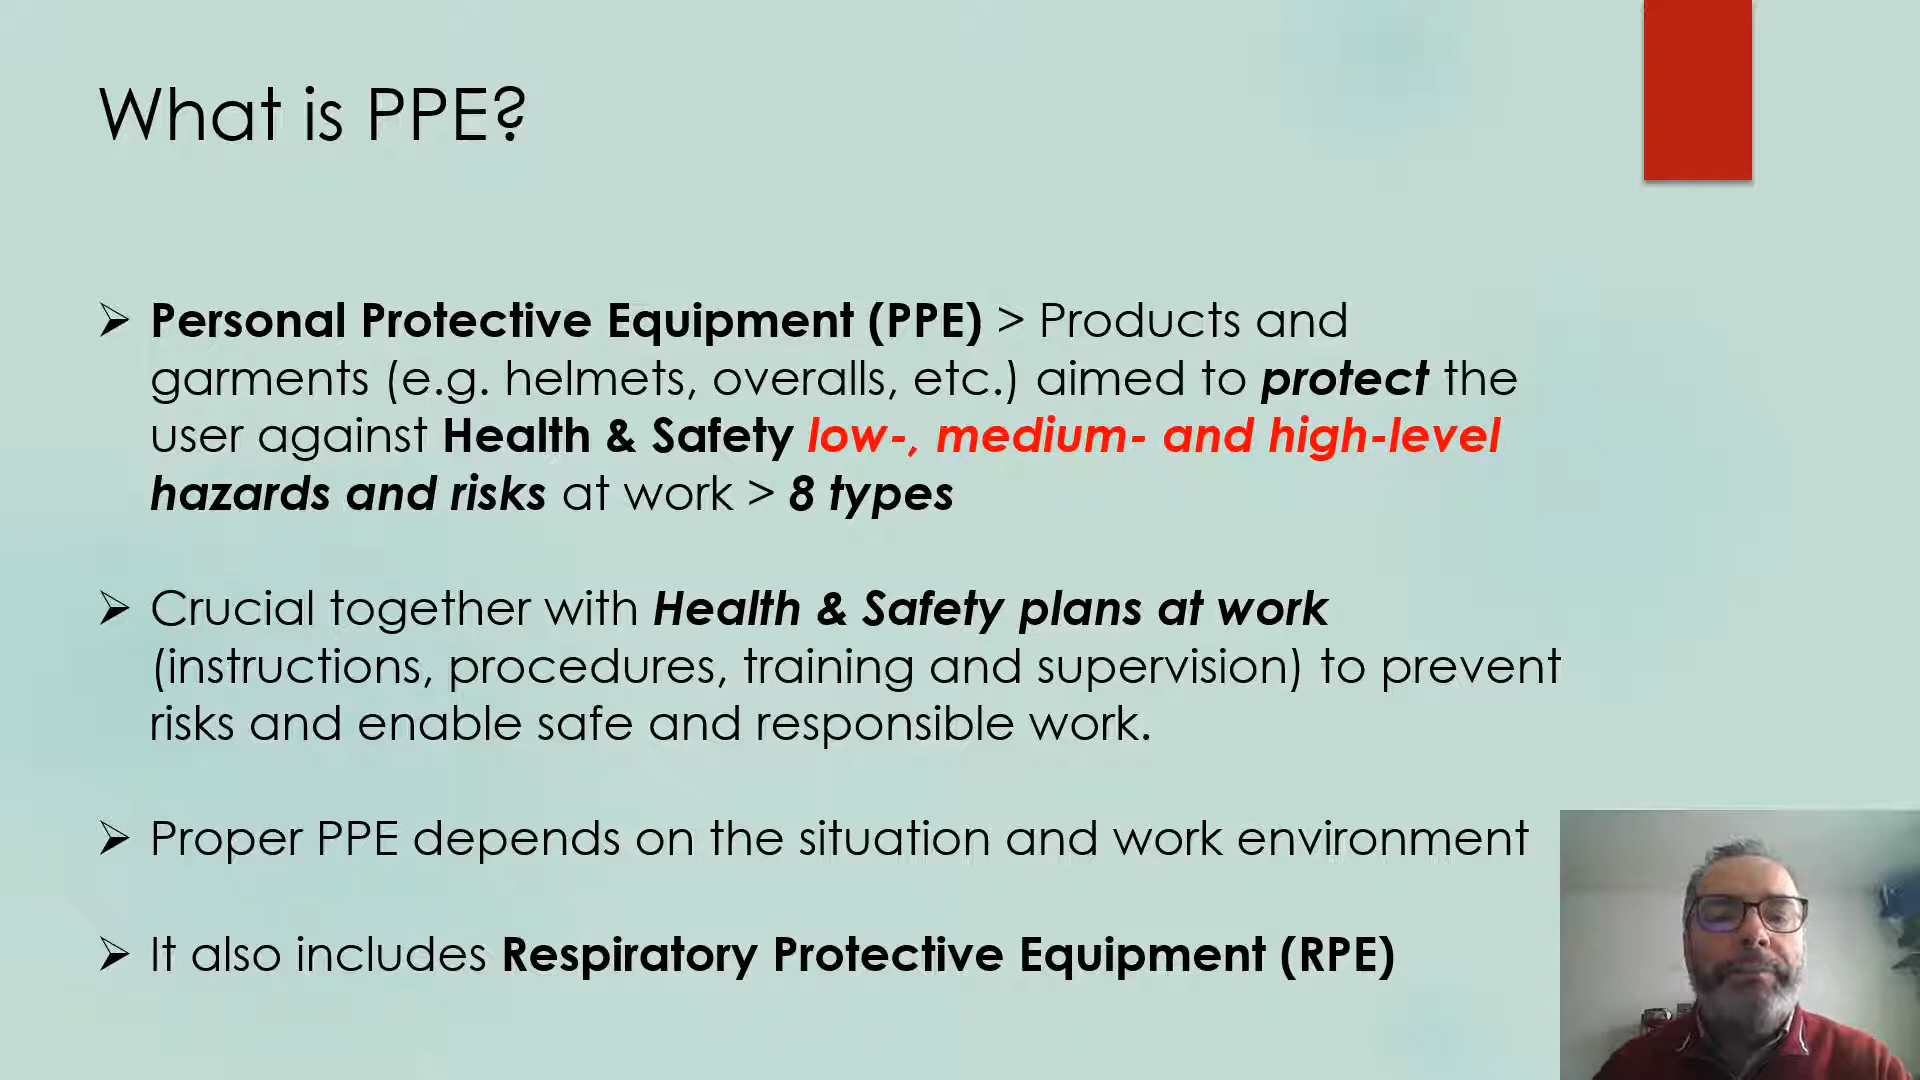 What is PPE?
Personal Protective Equipment (PPE) > Products and
garments (e.g. helmets, overalls, etc.) aimed to protect the
user against Health & Safety low-, medium- and high-level
hazards and risks at work > 8 types
Crucial together with Health & Safety plans at work
(instructions, procedures, training and supervision) to prevent
risks and enable safe and responsible work.
Proper PPE depends on the situation and work environment
It also includes Respiratory Protective Equipment (RPE)